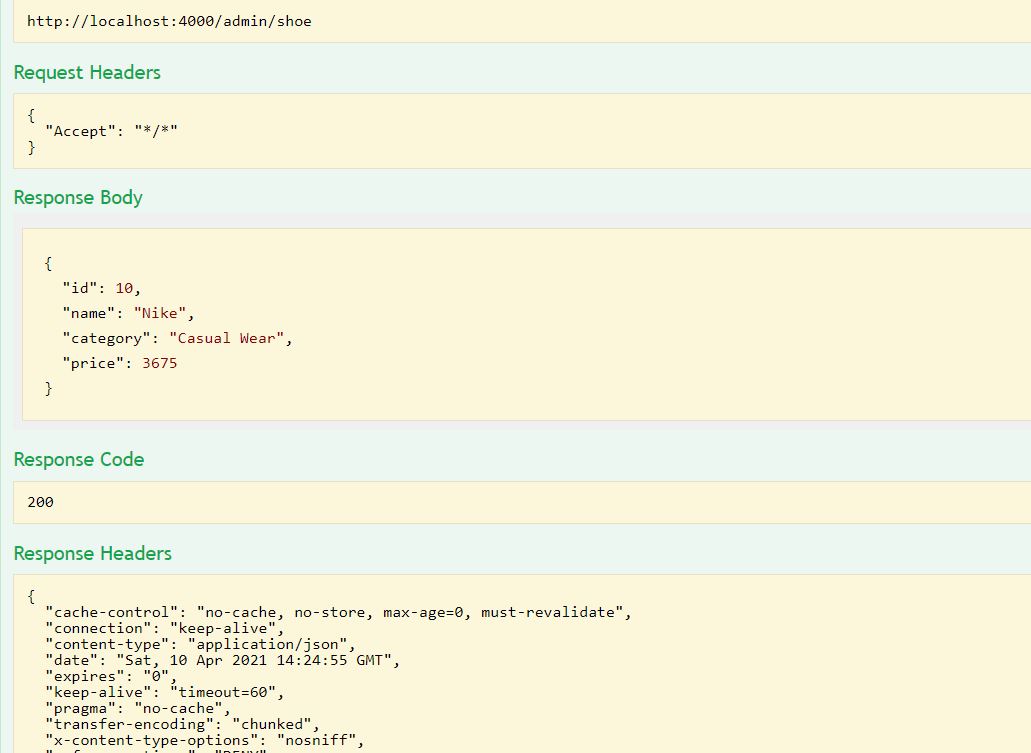 http://localhost:4000/admin/shoe
Request Headers
{
"Accept": "*/*"
}
Response Body
{
"id": 10,
"name": "Nike",
"category": "Casual Wear",
"price": 3675
}
Response Code
200
Response Headers
{
"cache-control": "no-cache, no-store, max-age=0, must-revalidate",
"connection": "keep-alive",
"content-type": "application/json",
"date": "Sat, 10 Apr 2021 14:24:55 GMT",
"expires": "0",
"keep-alive": "timeout=60",
"pragma": "no-cache",
"transfer-encoding": "chunked",
"x-content-type-options": "nosniff",